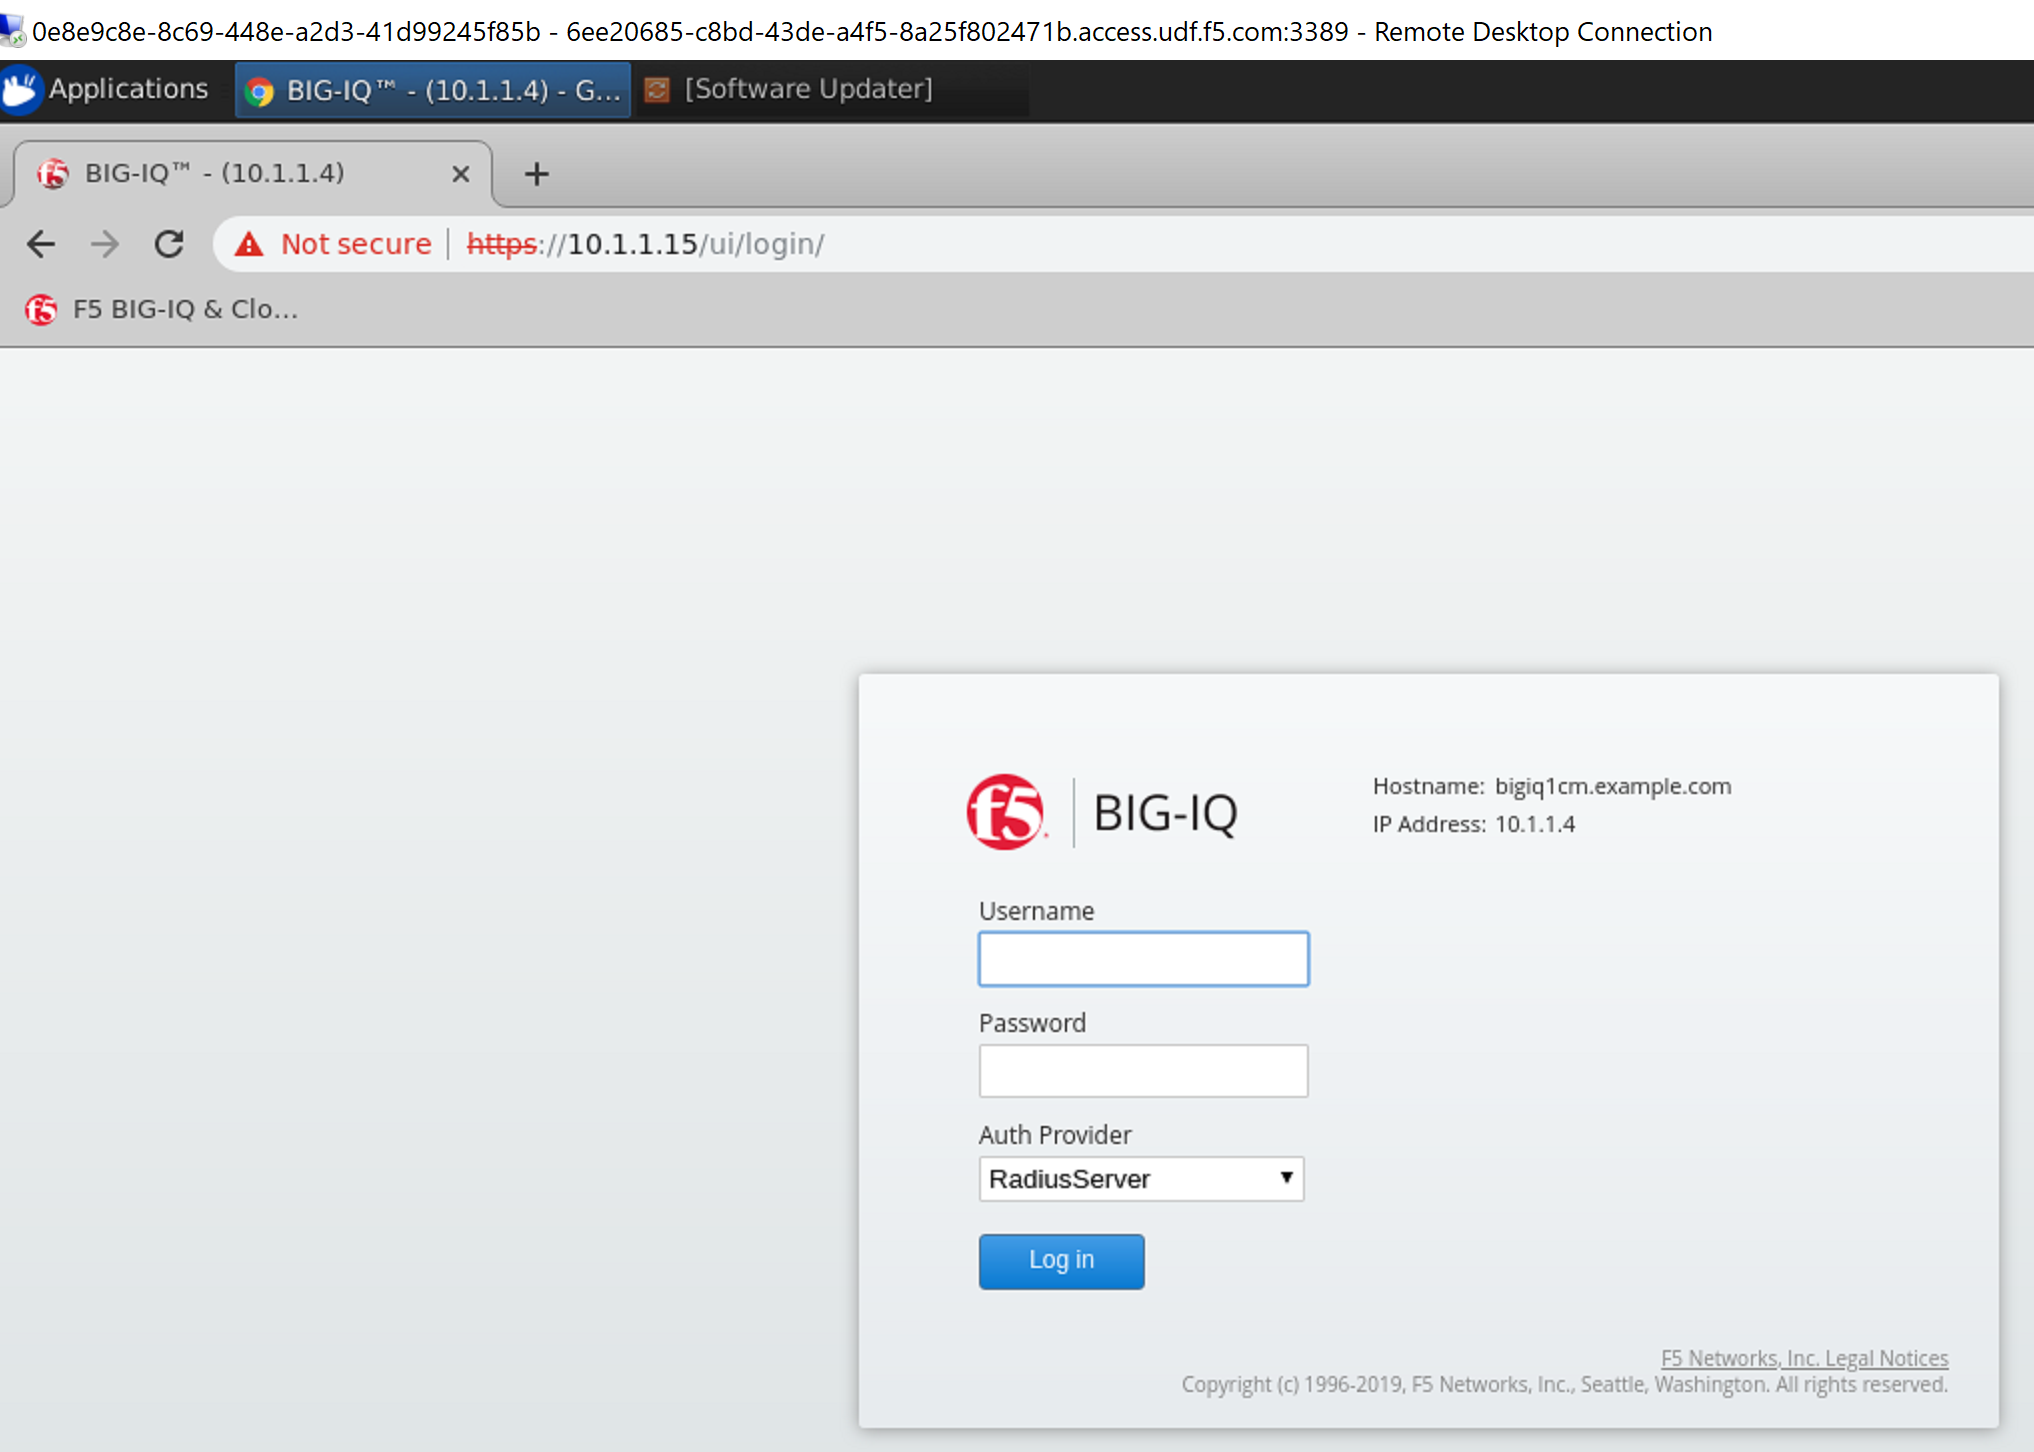 0e8e9c8e-8c69-448e-a2d3-41d99245f85b - 6ee20685-c8bd-43de-a4f5-8a25f802471b.access.udf.f5.com:3389 - Remote Desktop Connection
Applications BIG-IQ™ - (10.1.1.4) - G... [Software Updater]
f5 BIG-IQ™ - (10.1.1.4)
Not secure https://10.1.1.15/ui/login/
f5 F5 BIG-IQ & Clo...
f5 BIG-IQ
Hostname: bigiq1cm.example.com
IP Address: 10.1.1.4
Username
Password
Auth Provider
RadiusServer
Log in
F5 Networks, Inc. Legal Notices
Copyright (c) 1996-2019, F5 Networks, Inc., Seattle, Washington. All rights reserved.